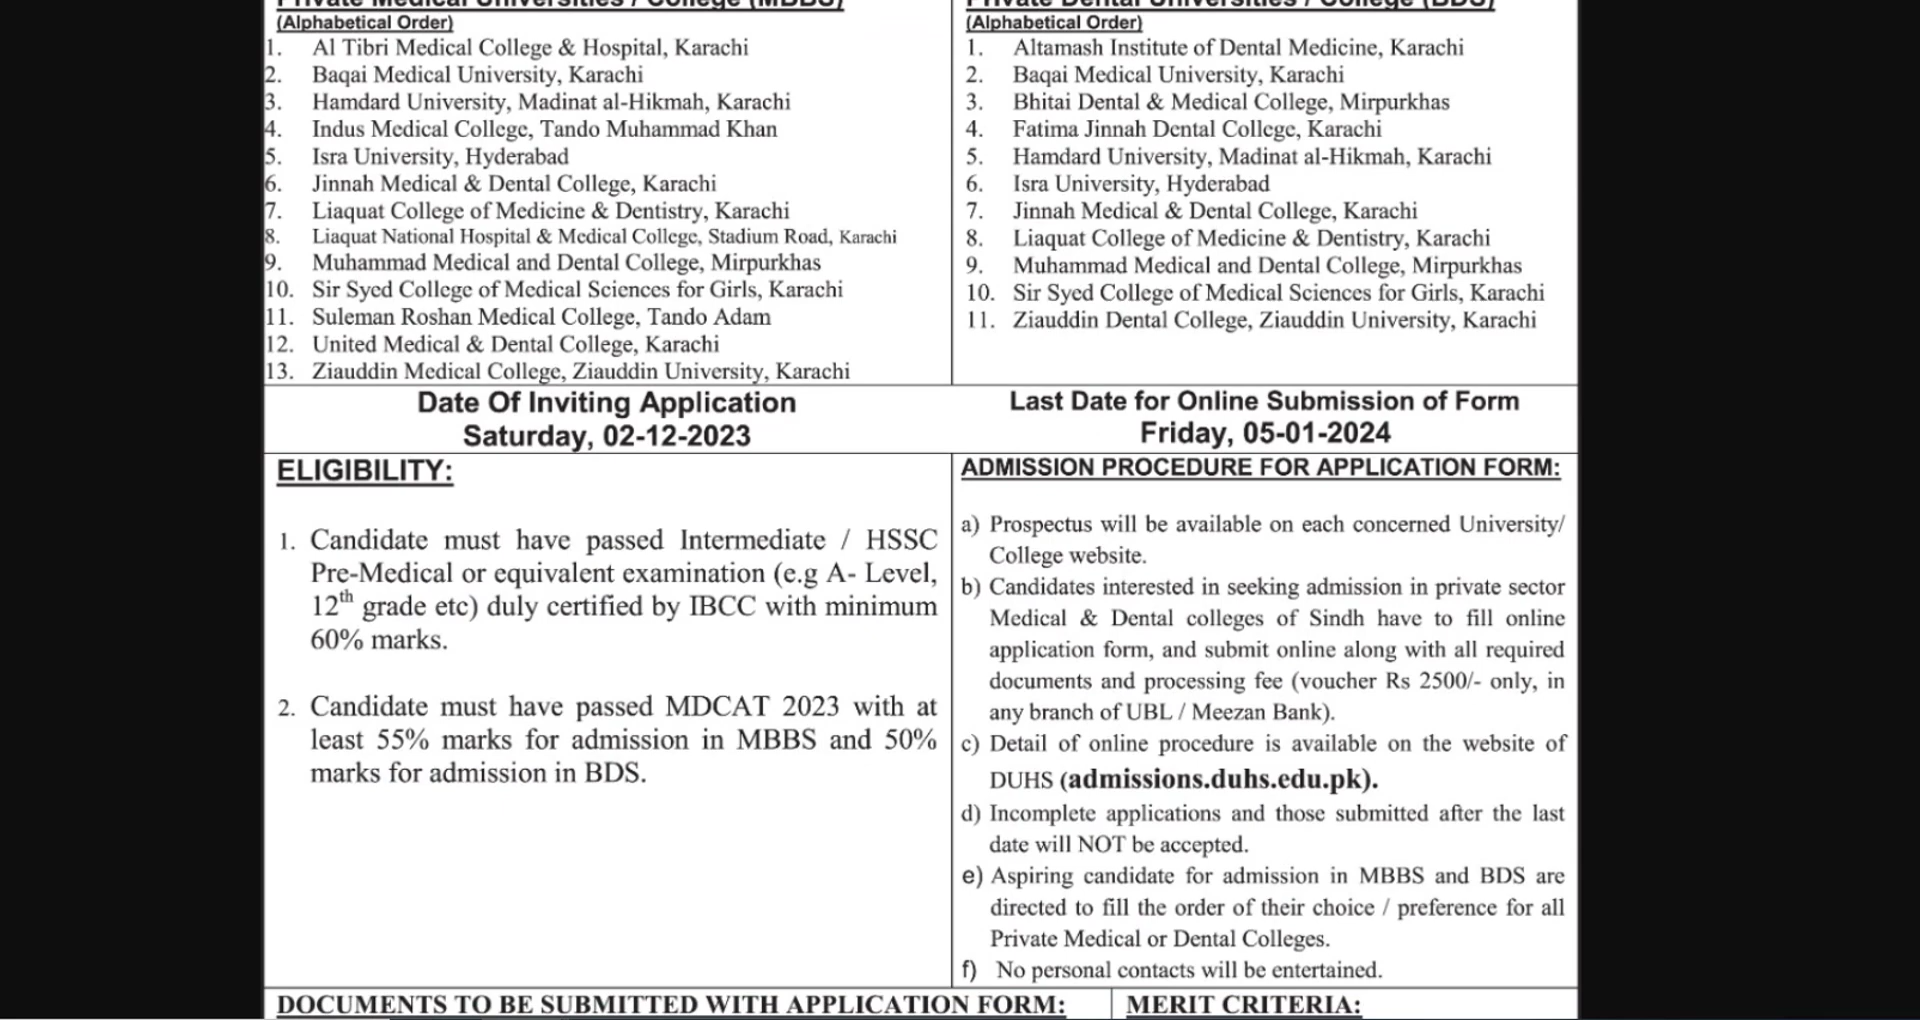 Private Medical Universities / College (MBBS)
(Alphabetical Order)
1. Al Tibri Medical College & Hospital, Karachi
2. Baqai Medical University, Karachi
3. Hamdard University, Madinat al-Hikmah, Karachi
4. Indus Medical College, Tando Muhammad Khan
5. Isra University, Hyderabad
6. Jinnah Medical & Dental College, Karachi
7. Liaquat College of Medicine & Dentistry, Karachi
8. Liaquat National Hospital & Medical College, Stadium Road, Karachi
9. Muhammad Medical and Dental College, Mirpurkhas
10. Sir Syed College of Medical Sciences for Girls, Karachi
11. Suleman Roshan Medical College, Tando Adam
12. United Medical & Dental College, Karachi
13. Ziauddin Medical College, Ziauddin University, Karachi
Private Dental Universities / College (BDS)
(Alphabetical Order)
1. Altamash Institute of Dental Medicine, Karachi
2. Baqai Medical University, Karachi
3. Bhitai Dental & Medical College, Mirpurkhas
4. Fatima Jinnah Dental College, Karachi
5. Hamdard University, Madinat al-Hikmah, Karachi
6. Isra University, Hyderabad
7. Jinnah Medical & Dental College, Karachi
8. Liaquat College of Medicine & Dentistry, Karachi
9. Muhammad Medical and Dental College, Mirpurkhas
10. Sir Syed College of Medical Sciences for Girls, Karachi
11. Ziauddin Dental College, Ziauddin University, Karachi
Date Of Inviting Application
Saturday, 02-12-2023
Last Date for Online Submission of Form
Friday, 05-01-2024
ELIGIBILITY:
1. Candidate must have passed Intermediate / HSSC
Pre-Medical or equivalent examination (e.g A- Level,
12th grade etc) duly certified by IBCC with minimum
60% marks.
2. Candidate must have passed MDCAT 2023 with at
least 55% marks for admission in MBBS and 50%
marks for admission in BDS.
ADMISSION PROCEDURE FOR APPLICATION FORM:
a) Prospectus will be available on each concerned University/
College website.
b) Candidates interested in seeking admission in private sector
Medical & Dental colleges of Sindh have to fill online
application form, and submit online along with all required
documents and processing fee (voucher Rs 2500/- only, in
any branch of UBL / Meezan Bank).
c) Detail of online procedure is available on the website of
DUHS (admissions.duhs.edu.pk).
d) Incomplete applications and those submitted after the last
date will NOT be accepted.
e) Aspiring candidate for admission in MBBS and BDS are
directed to fill the order of their choice / preference for all
Private Medical or Dental Colleges.
f) No personal contacts will be entertained.
DOCUMENTS TO BE SUBMITTED WITH APPLICATION FORM:
MERIT CRITERIA: